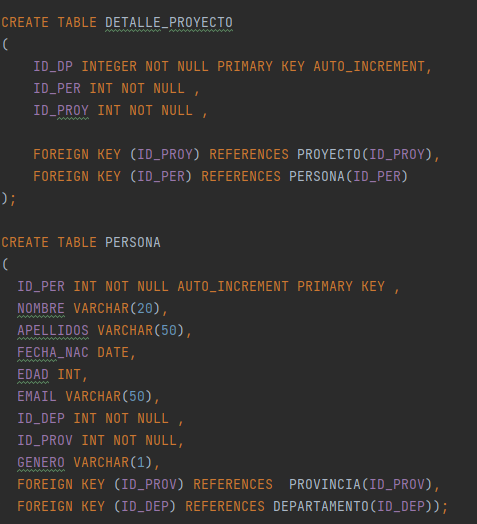 CREATE TABLE DETALLE_PROYECTO
(
    ID_DP INTEGER NOT NULL PRIMARY KEY AUTO_INCREMENT,
    ID_PER INT NOT NULL ,
    ID_PROY INT NOT NULL ,

    FOREIGN KEY (ID_PROY) REFERENCES PROYECTO(ID_PROY),
    FOREIGN KEY (ID_PER) REFERENCES PERSONA(ID_PER)
);

CREATE TABLE PERSONA
(
  ID_PER INT NOT NULL AUTO_INCREMENT PRIMARY KEY ,
  NOMBRE VARCHAR(20),
  APELLIDOS VARCHAR(50),
  FECHA_NAC DATE,
  EDAD INT,
  EMAIL VARCHAR(50),
  ID_DEP INT NOT NULL ,
  ID_PROV INT NOT NULL,
  GENERO VARCHAR(1),
  FOREIGN KEY (ID_PROV) REFERENCES  PROVINCIA(ID_PROV),
  FOREIGN KEY (ID_DEP) REFERENCES DEPARTAMENTO(ID_DEP));